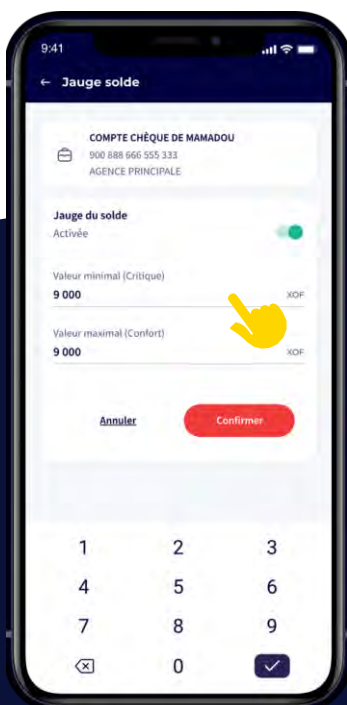 9:41
← Jauge solde
COMPTE CHÈQUE DE MAMADOU
900 888 666 555 333
AGENCE PRINCIPALE
Jauge du solde
Activée
Valeur minimal (Critique)
9 000 XOF
Valeur maximal (Confort)
9 000 XOF
Annuler Confirmer
1 2 3
4 5 6
7 8 9
0